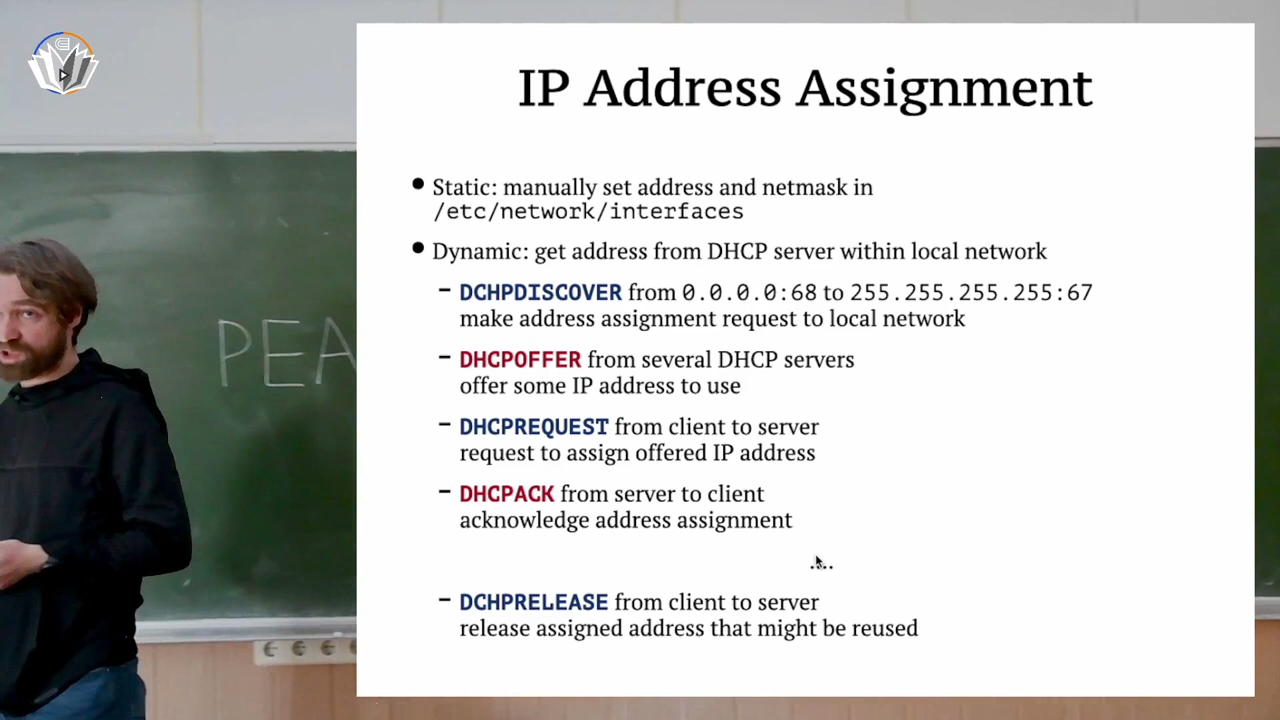 IP Address Assignment
• Static: manually set address and netmask in
/etc/network/interfaces
• Dynamic: get address from DHCP server within local network
– DCHPDISCOVER from 0.0.0.0:68 to 255.255.255.255:67
make address assignment request to local network
– DHCPOFFER from several DHCP servers
offer some IP address to use
– DHCPREQUEST from client to server
request to assign offered IP address
– DHCPACK from server to client
acknowledge address assignment
...
– DCHPRELEASE from client to server
release assigned address that might be reused
PEA